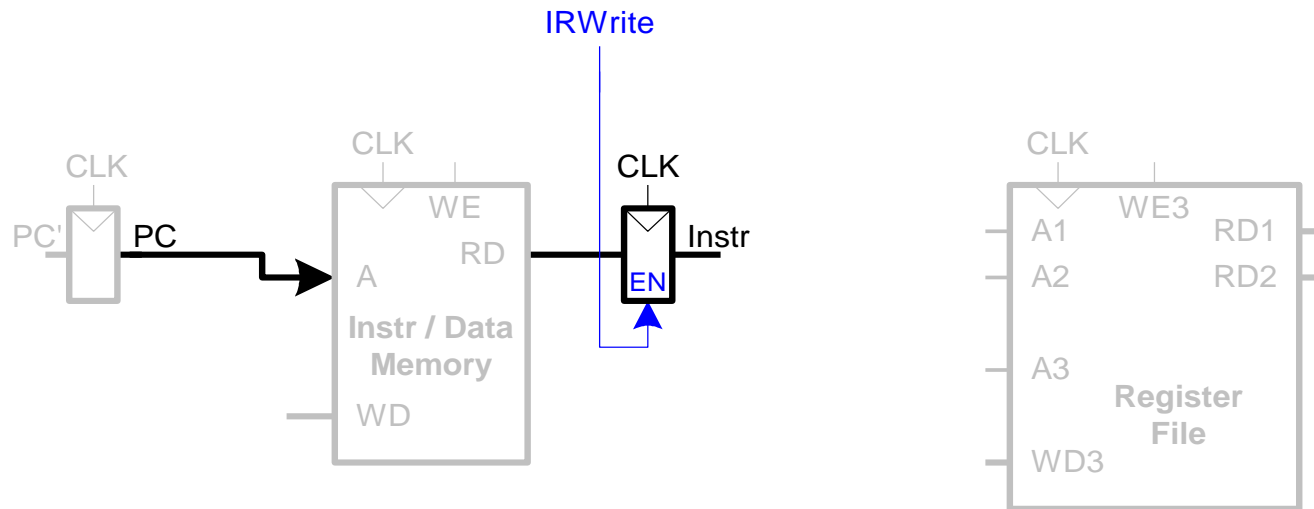 IRWrite
CLK
PC'
PC
CLK
WE
A
RD
Instr / Data
Memory
WD
CLK
EN
Instr
CLK
WE3
A1
RD1
A2
RD2
A3
Register
File
WD3